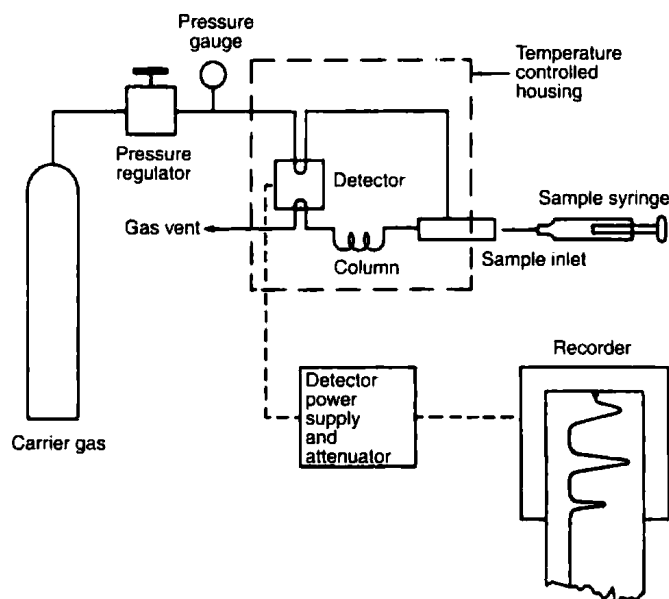 Pressure
gauge
Temperature
controlled
housing
Pressure
regulator
Detector
Sample syringe
Gas vent
Column
Sample inlet
Recorder
Detector
power
supply
and
attenuator
Carrier gas